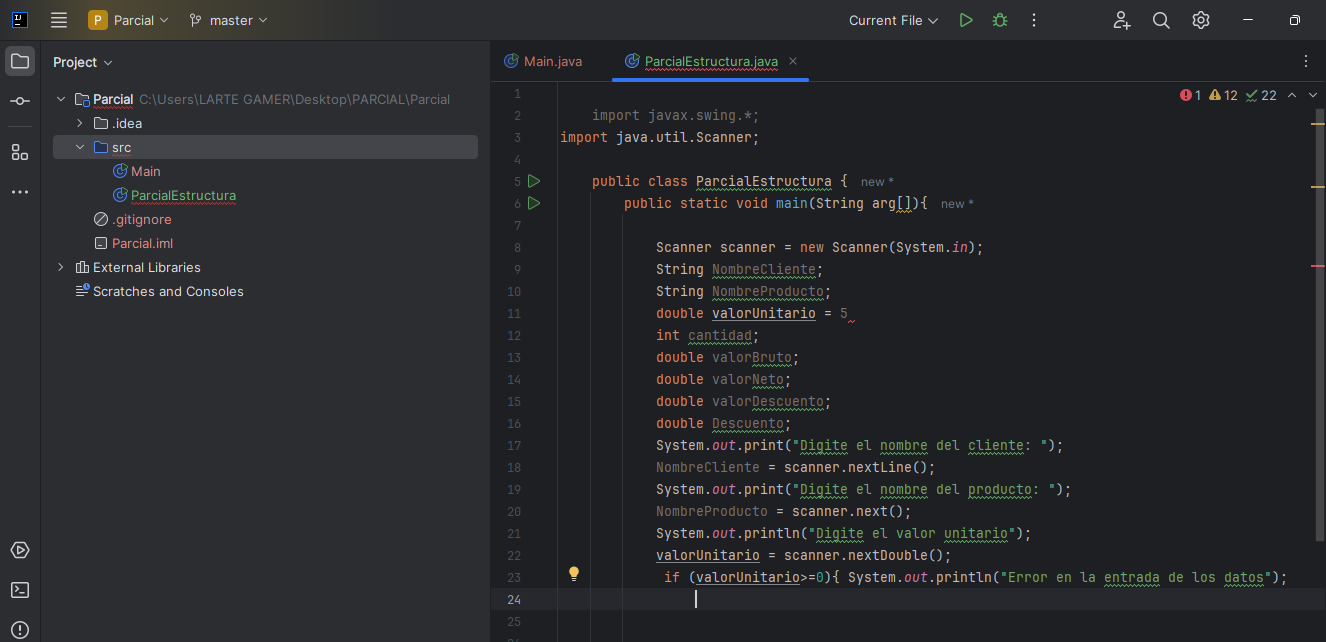 P Parcial master Current File
Project
Parcial C:\Users\LARTE GAMER\Desktop\PARCIAL\Parcial
.idea
src
Main
ParcialEstructura
.gitignore
Parcial.iml
External Libraries
Scratches and Consoles
Main.java ParcialEstructura.java
1 12 22
1
2 import javax.swing.*;
3 import java.util.Scanner;
4
5 public class ParcialEstructura { new *
6 public static void main(String arg[]){ new *
7
8 Scanner scanner = new Scanner(System.in);
9 String NombreCliente;
10 String NombreProducto;
11 double valorUnitario = 5
12 int cantidad;
13 double valorBruto;
14 double valorNeto;
15 double valorDescuento;
16 double Descuento;
17 System.out.print("Digite el nombre del cliente: ");
18 NombreCliente = scanner.nextLine();
19 System.out.print("Digite el nombre del producto: ");
20 NombreProducto = scanner.next();
21 System.out.println("Digite el valor unitario");
22 valorUnitario = scanner.nextDouble();
23 if (valorUnitario>=0){ System.out.println("Error en la entrada de los datos");
24
25